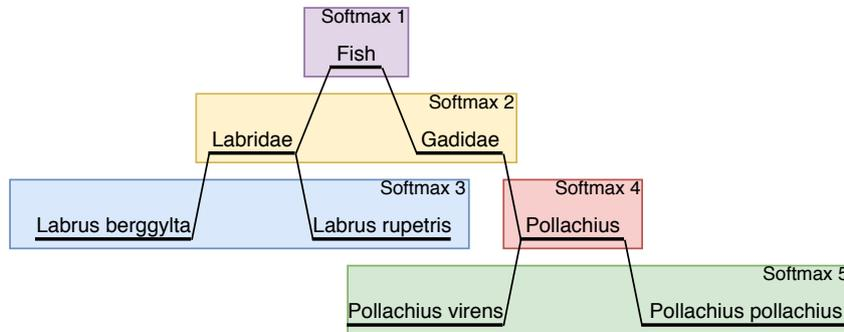 Softmax 1
Fish
Softmax 2
Labridae
Gadidae
Softmax 3
Softmax 4
Labrus berggylta
Labrus rupetris
Pollachius
Softmax 5
Pollachius virens
Pollachius pollachius